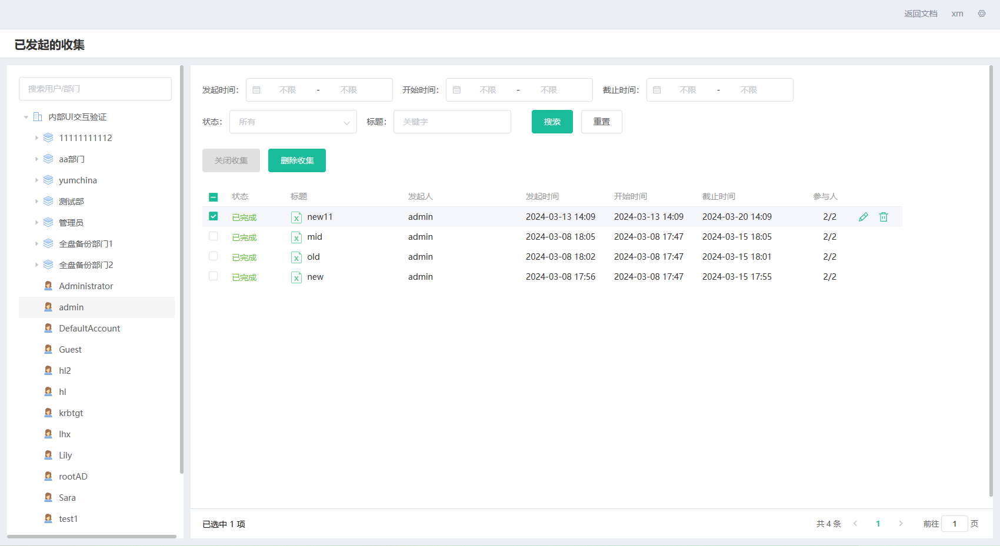 返回文档 xm
已发起的收集
搜索用户/部门
内部UI交互验证
11111111112
aa部门
yumchina
测试部
管理员
全盘备份部门1
全盘备份部门2
Administrator
admin
DefaultAccount
Guest
hl2
hl
krbtgt
lhx
Lily
rootAD
Sara
test1
发起时间: 不限 - 不限 开始时间: 不限 - 不限 截止时间: 不限 - 不限
状态: 所有 标题: 关键字 搜索 重置
关闭收集 删除收集
状态 标题 发起人 发起时间 开始时间 截止时间 参与人
已完成 new11 admin 2024-03-13 14:09 2024-03-13 14:09 2024-03-20 14:09 2/2
已完成 mid admin 2024-03-08 18:05 2024-03-08 17:47 2024-03-15 18:05 2/2
已完成 old admin 2024-03-08 18:02 2024-03-08 17:47 2024-03-15 18:01 2/2
已完成 new admin 2024-03-08 17:56 2024-03-08 17:47 2024-03-15 17:55 2/2
已选中 1 项 共 4 条 < 1 > 前往 1 页